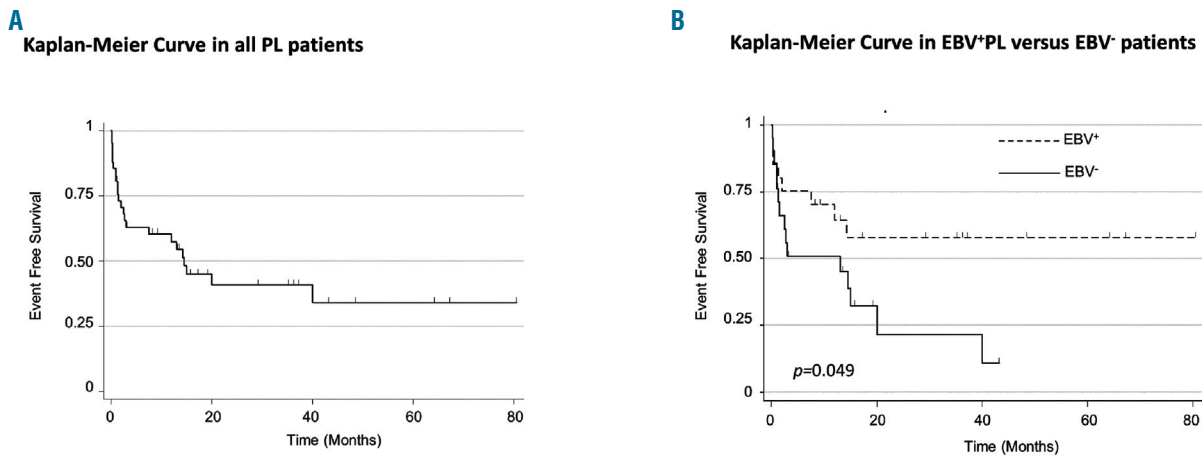 A
Kaplan-Meier Curve in all PL patients
1
0.75
0.50
0.25
0
Event Free Survival
0
20
40
60
80
Time (Months)
B
Kaplan-Meier Curve in EBV⁺PL versus EBV⁻ patients
1
0.75
0.50
0.25
0
Event Free Survival
EBV⁺
EBV⁻
p=0.049
0
20
40
60
80
Time (Months)